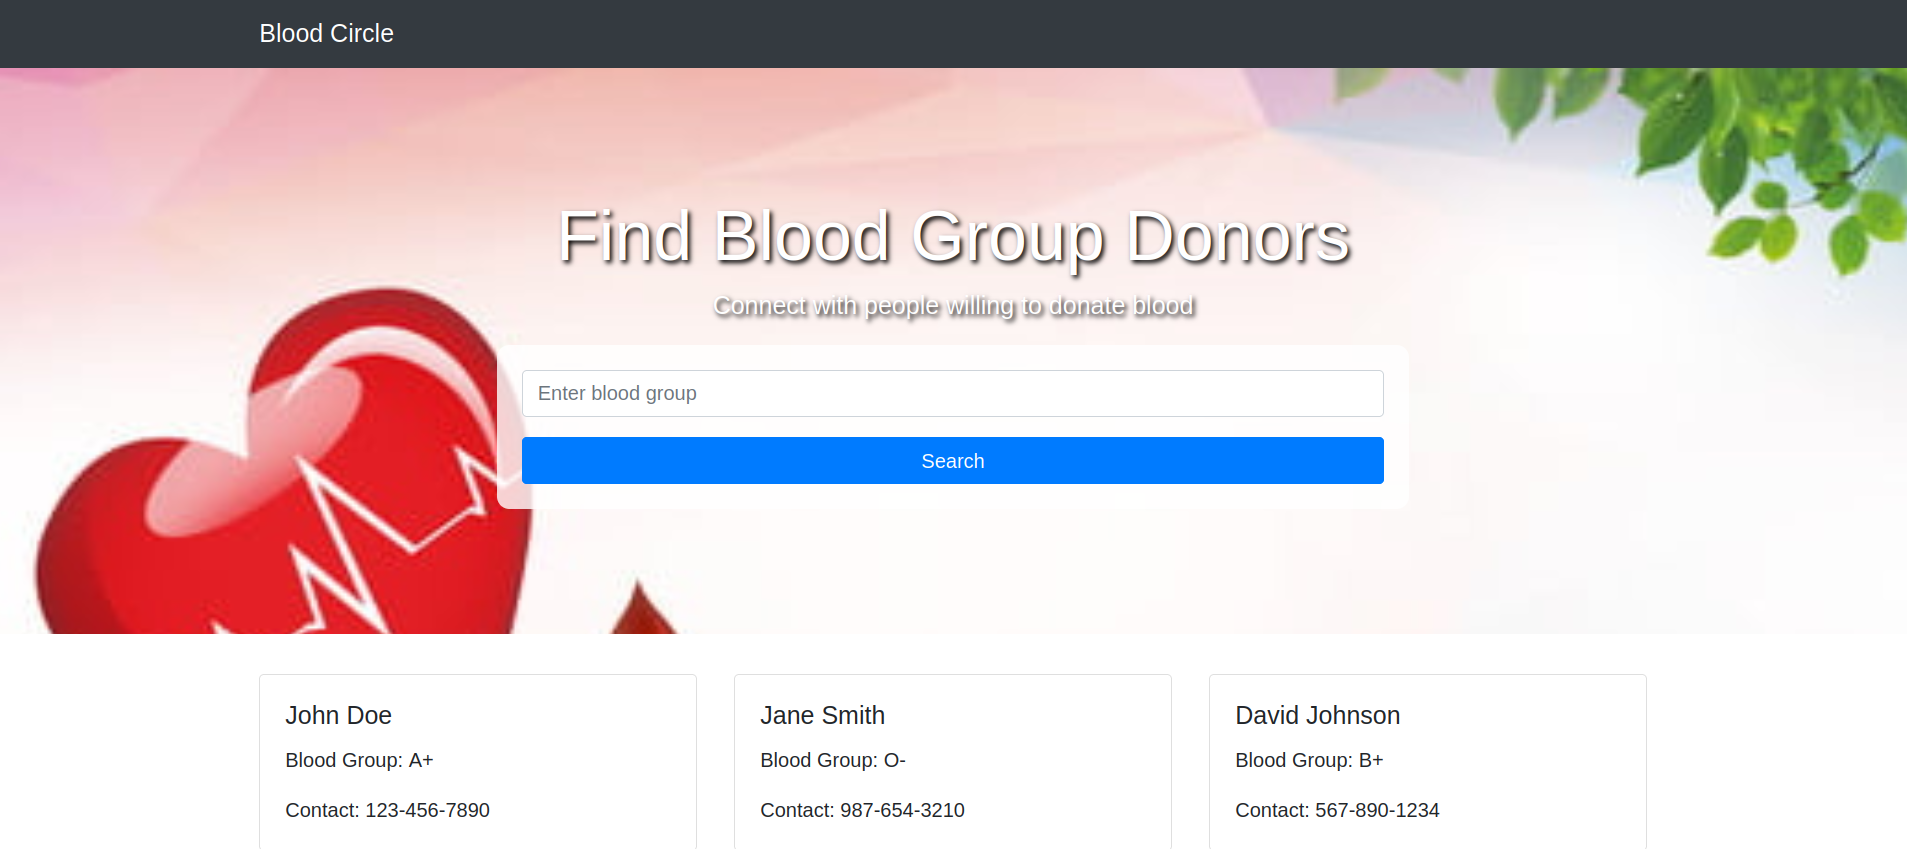 Blood Circle
Find Blood Group Donors
Connect with people willing to donate blood
Enter blood group
Search
John Doe
Blood Group: A+
Contact: 123-456-7890
Jane Smith
Blood Group: O-
Contact: 987-654-3210
David Johnson
Blood Group: B+
Contact: 567-890-1234